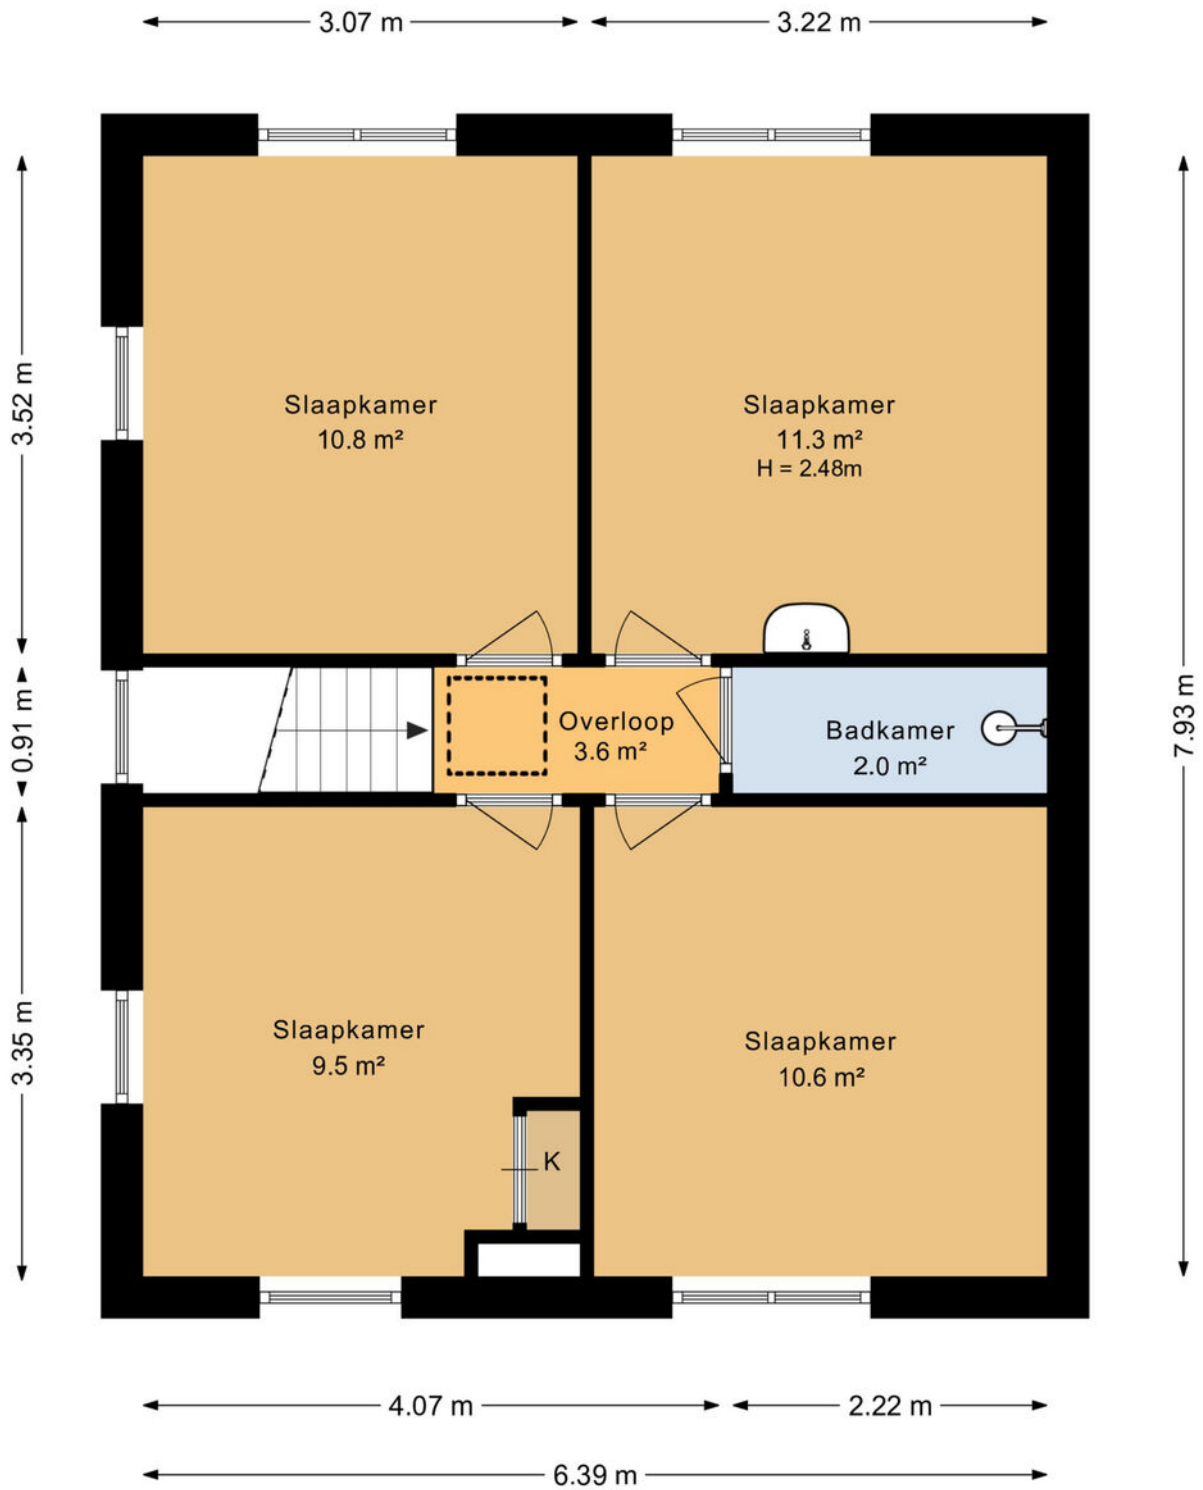 3.07 m
3.22 m
3.52 m
Slaapkamer
10.8 m²
Slaapkamer
11.3 m²
H = 2.48m
0.91 m
Overloop
3.6 m²
Badkamer
2.0 m²
7.93 m
3.35 m
Slaapkamer
9.5 m²
Slaapkamer
10.6 m²
K
4.07 m
2.22 m
6.39 m